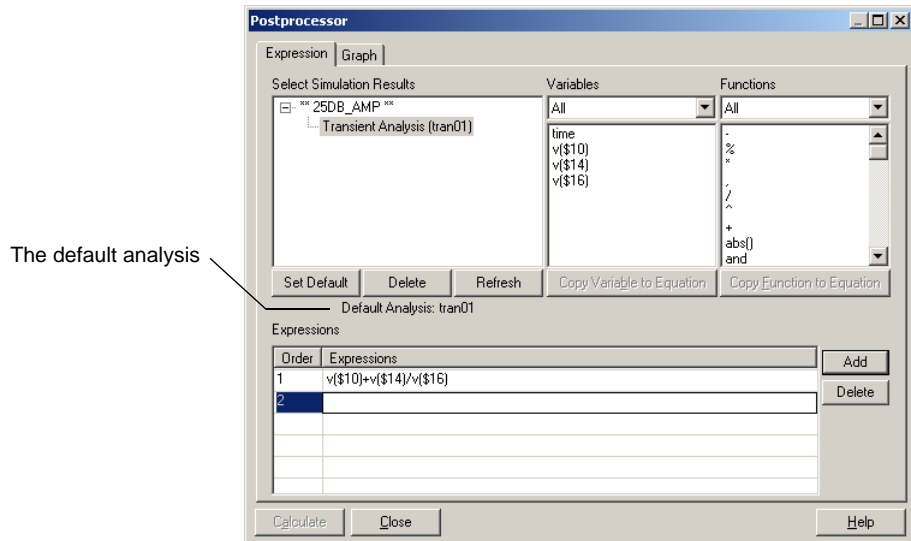 Postprocessor
Expression Graph
Select Simulation Results Variables Functions
** 25DB_AMP ** All All
Transient Analysis (tran01)
time
v($10)
v($14)
v($16)
-
%
*
,
/
^
+
abs()
and
The default analysis
Set Default Delete Refresh Copy Variable to Equation Copy Function to Equation
Default Analysis: tran01
Expressions
Order Expressions
1 v($10)+v($14)/v($16)
2
Add
Delete
Calculate Close Help